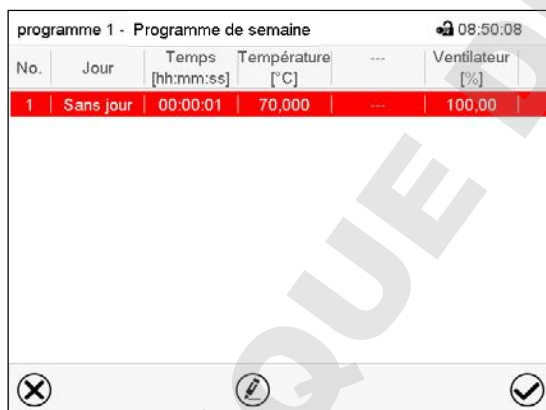 programme 1 - Programme de semaine 08:50:08
No. Jour Temps [hh:mm:ss] Température [°C] --- Ventilateur [%]
1 Sans jour 00:00:01 70,000 --- 100,00
QUE D